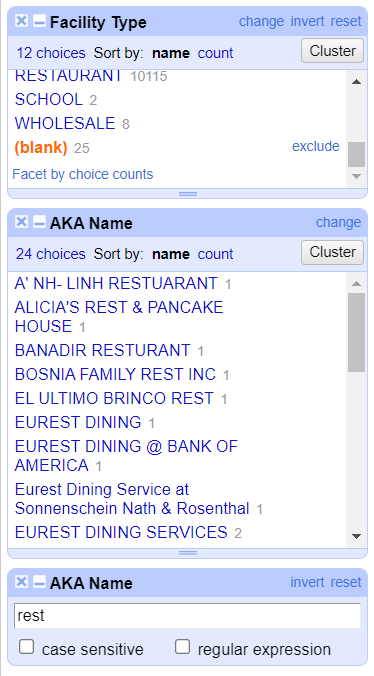 Facility Type change invert reset
12 choices Sort by: name count Cluster
RESTAURANT 10115
SCHOOL 2
WHOLESALE 8
(blank) 25 exclude
Facet by choice counts
AKA Name change
24 choices Sort by: name count Cluster
A' NH- LINH RESTUARANT 1
ALICIA'S REST & PANCAKE
HOUSE 1
BANADIR RESTURANT 1
BOSNIA FAMILY REST INC 1
EL ULTIMO BRINCO REST 1
EUREST DINING 1
EUREST DINING @ BANK OF
AMERICA 1
Eurest Dining Service at
Sonnenschein Nath & Rosenthal 1
EUREST DINING SERVICES 2
AKA Name invert reset
rest
case sensitive regular expression